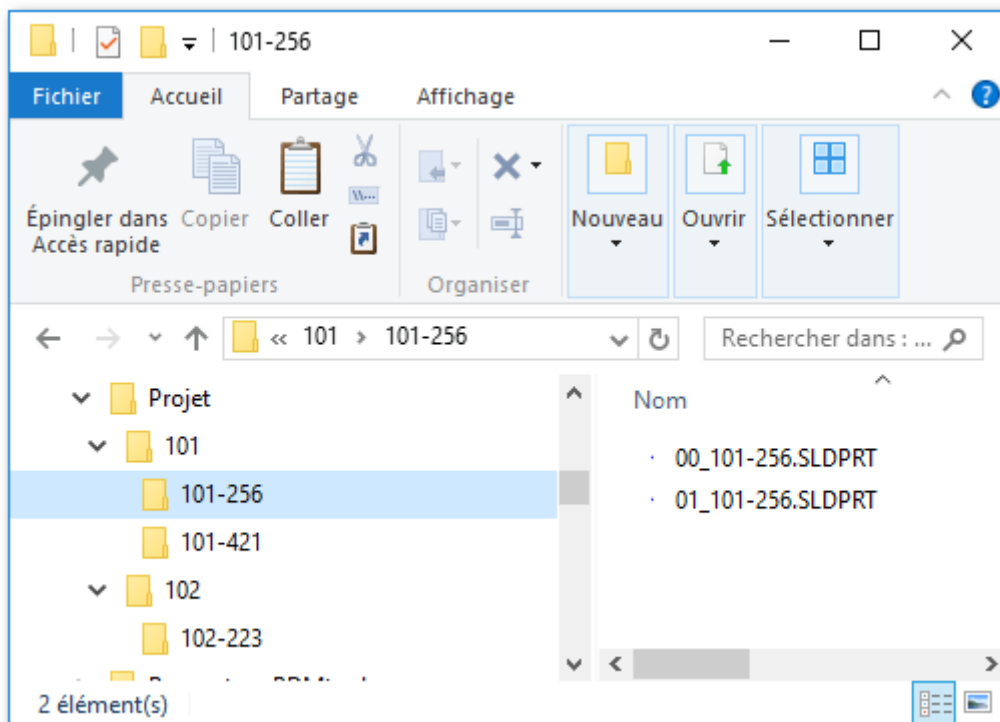 101-256
Fichier Accueil Partage Affichage
?
Épingler dans
Accès rapide
Copier
Coller
Nouveau
Ouvrir
Sélectionner
Presse-papiers
Organiser
« 101 > 101-256
Rechercher dans : ...
Projet
101
101-256
101-421
102
102-223
Nom
00_101-256.SLDPRT
01_101-256.SLDPRT
2 élément(s)